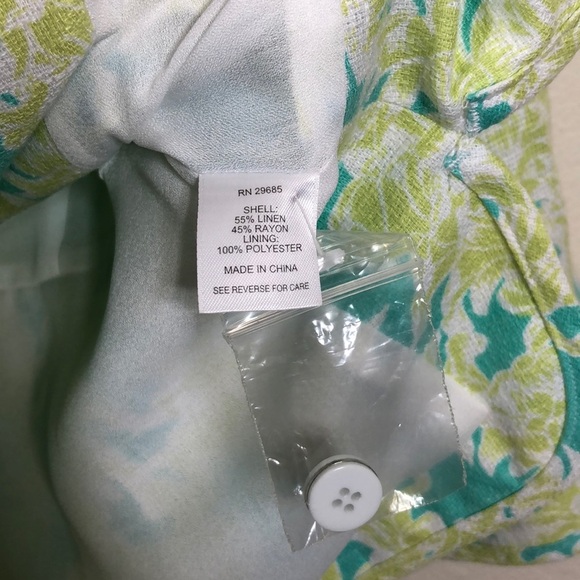 RN 29685
SHELL:
55% LINEN
45% RAYON
LINING:
100% POLYESTER
MADE IN CHINA
SEE REVERSE FOR CARE